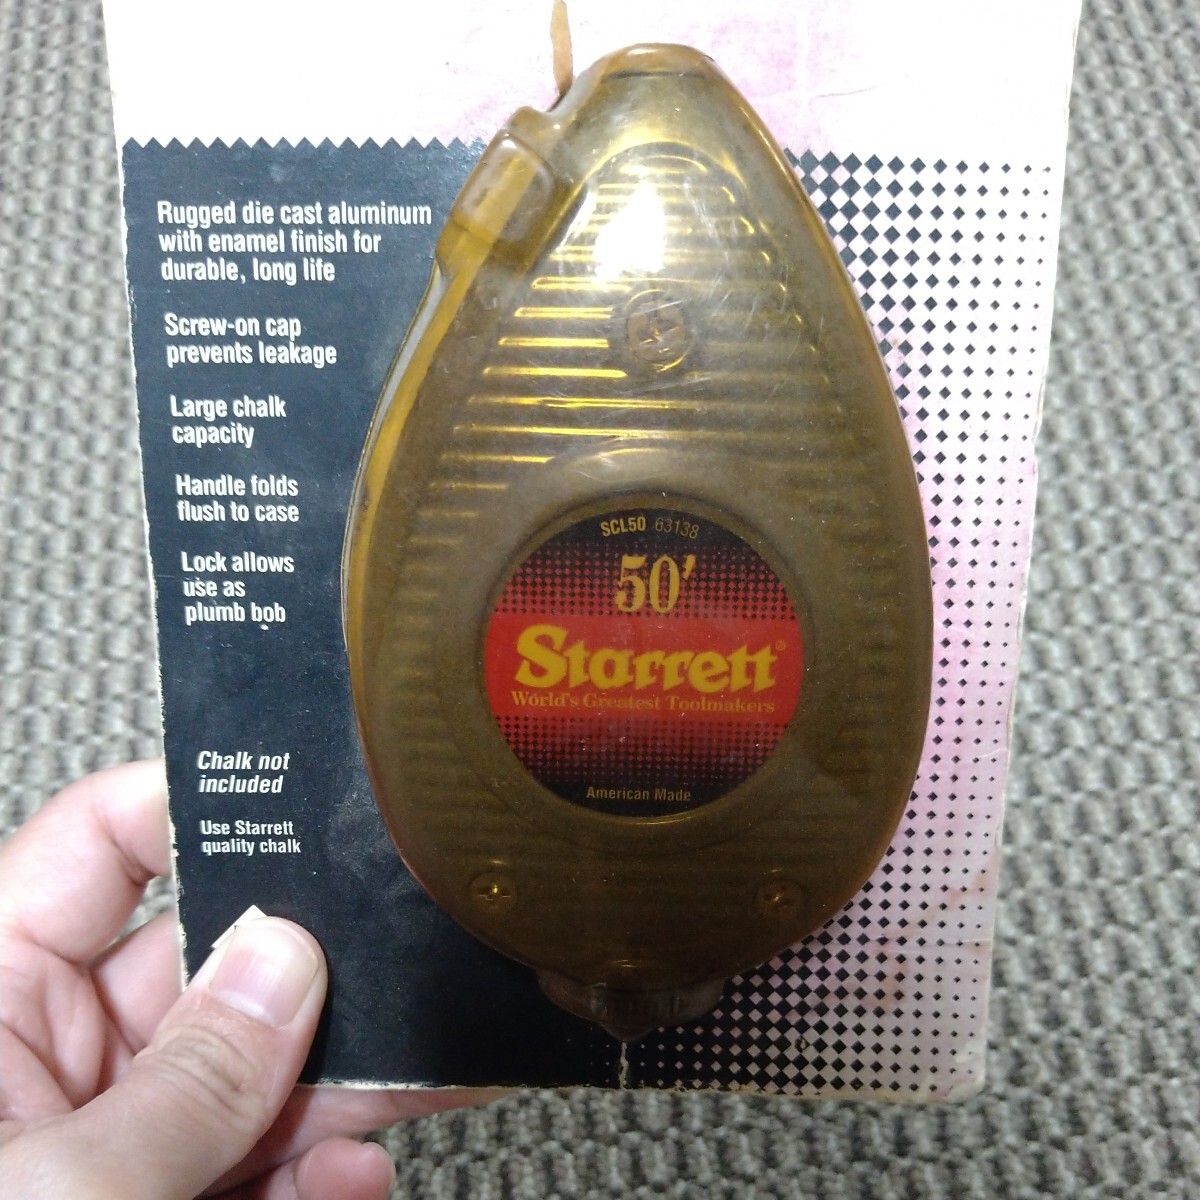 Rugged die cast aluminum
with enamel finish for
durable, long life
Screw-on cap
prevents leakage
Large chalk
capacity
Handle folds
flush to case
Lock allows
use as
plumb bob
Chalk not
included
Use Starrett
quality chalk
SCL50 63138
50'
Starrett®
World's Greatest Toolmakers
American Made